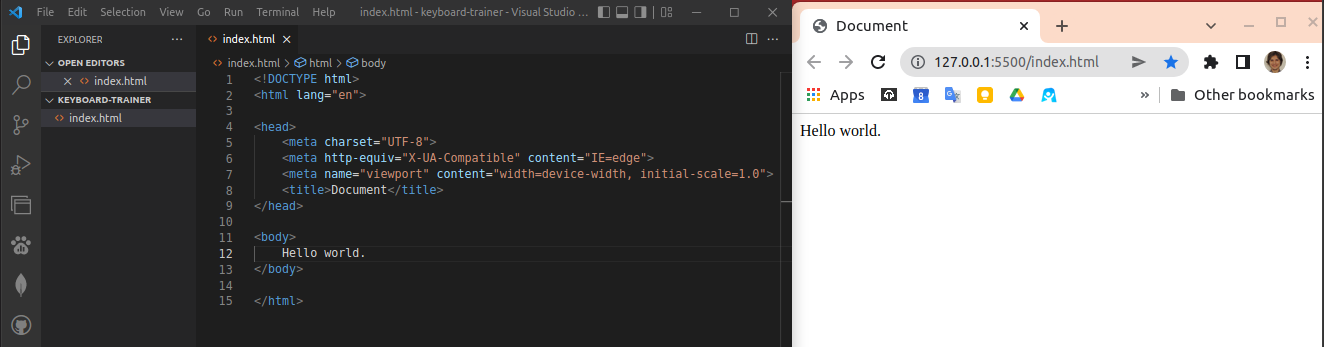 File Edit Selection View Go Run Terminal Help index.html - keyboard-trainer - Visual Studio ...
EXPLORER ...
OPEN EDITORS
index.html
KEYBOARD-TRAINER
index.html
index.html
index.html > html > body
1 <!DOCTYPE html>
2 <html lang="en">
3
4 <head>
5 <meta charset="UTF-8">
6 <meta http-equiv="X-UA-Compatible" content="IE=edge">
7 <meta name="viewport" content="width=device-width, initial-scale=1.0">
8 <title>Document</title>
9 </head>
10
11 <body>
12 Hello world.
13 </body>
14
15 </html>
Document
127.0.0.1:5500/index.html
Apps 8 » Other bookmarks
Hello world.